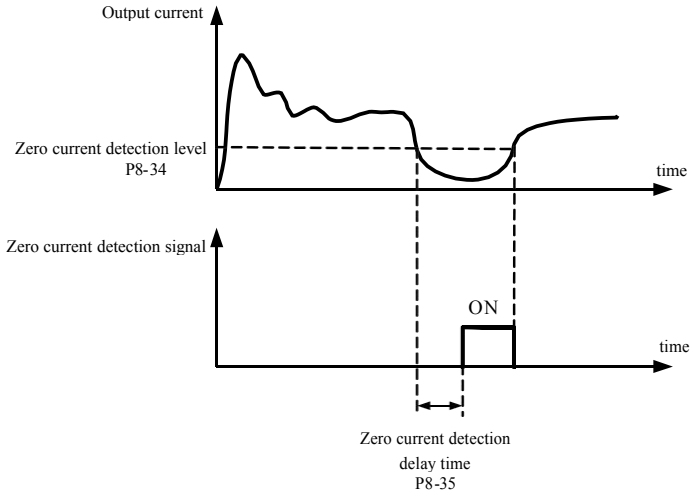 Output current
Zero current detection level
P8-34
time
Zero current detection signal
ON
time
Zero current detection
delay time
P8-35